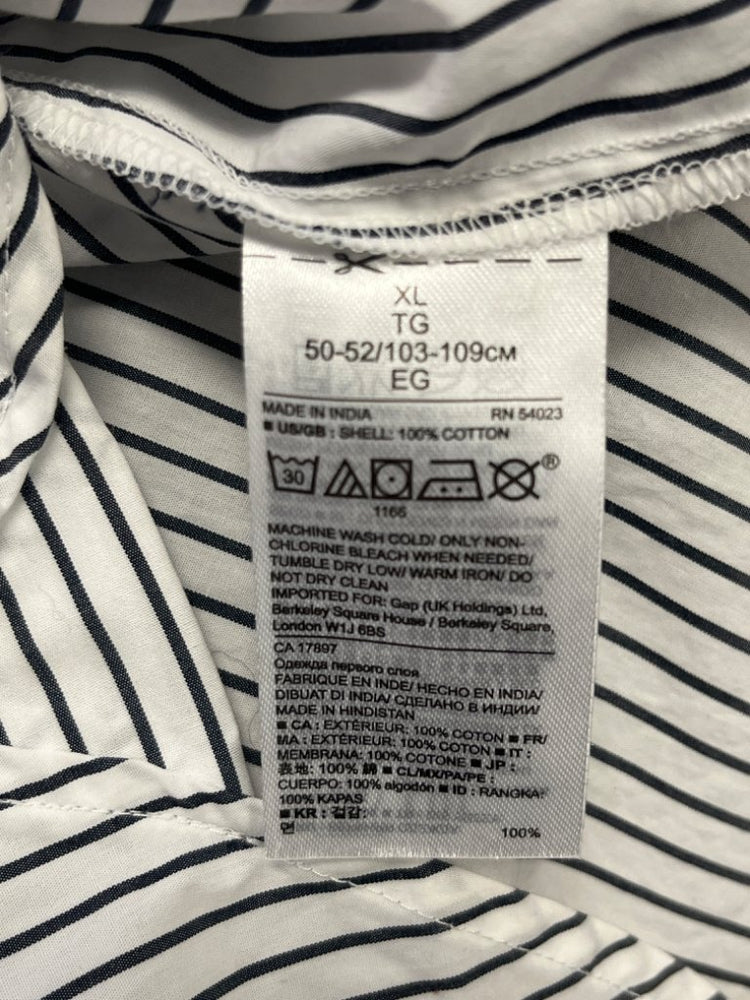 XL
TG
50-52/103-109CM
EG
MADE IN INDIA RN 54023
■ US/GB : SHELL: 100% COTTON
30
®
1166
MACHINE WASH COLD/ ONLY NON-
CHLORINE BLEACH WHEN NEEDED/
TUMBLE DRY LOW/ WARM IRON/ DO
NOT DRY CLEAN
IMPORTED FOR: Gap (UK Holdings) Ltd,
Berkeley Square House / Berkeley Square,
London W1J 6BS
CA 17897
Одежда первого слоя
FABRIQUÉ EN INDE/ HECHO EN INDIA/
DIBUAT DI INDIA/ СДЕЛАНО В ИНДИИ/
MADE IN HINDISTAN
■ CA : EXTÉRIEUR: 100% COTON ■ FR/
MA : EXTÉRIEUR: 100% COTON ■ IT :
MEMBRANA: 100% COTONE ■ JP :
表地: 100% 綿 ■ CL/MX/PA/PE :
CUERPO: 100% algodón ■ ID : RANGKA:
100% KAPAS
■ KR : 겉감:
면 100%